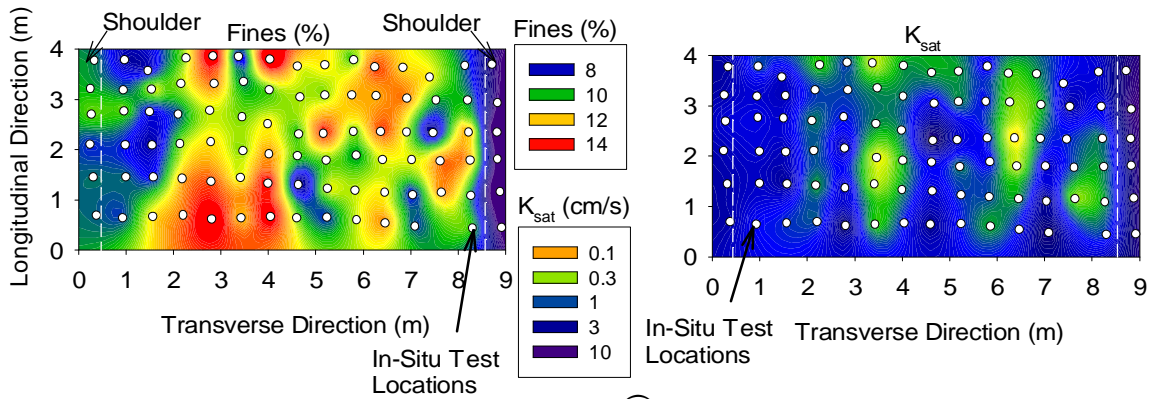 Shoulder
Shoulder
Fines (%)
Longitudinal Direction (m)
4
3
2
1
0
0 1 2 3 4 5 6 7 8 9
Transverse Direction (m)
In-Situ Test
Locations
Fines (%)
8
10
12
14
Ksat (cm/s)
0.1
0.3
1
3
10
Ksat
4
3
2
1
0
0 1 2 3 4 5 6 7 8 9
In-Situ Test
Locations
Transverse Direction (m)